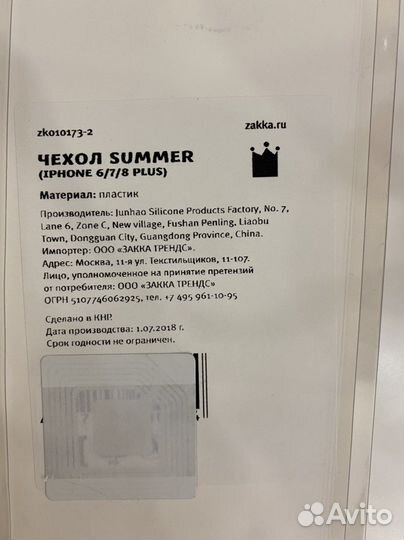 zk010173-2
zakka.ru
ЧЕХОЛ SUMMER
(IPHONE 6/7/8 PLUS)
Материал: пластик
Производитель: Junhao Silicone Products Factory, No. 7,
Lane 6, Zone C, New village, Fushan Penling, Liaobu
Town, Dongguan City, Guangdong Province, China.
Импортер: ООО «ЗАККА ТРЕНДС».
Адрес: Москва, 11-я ул. Текстильщиков, 11-107.
Лицо, уполномоченное на принятие претензий
от потребителя: ООО «ЗАККА ТРЕНДС»
ОГРН 5107746062925, тел. +7 495 961-10-95
Сделано в КНР.
Дата производства: 1.07.2018 г.
Срок годности не ограничен.
Avito